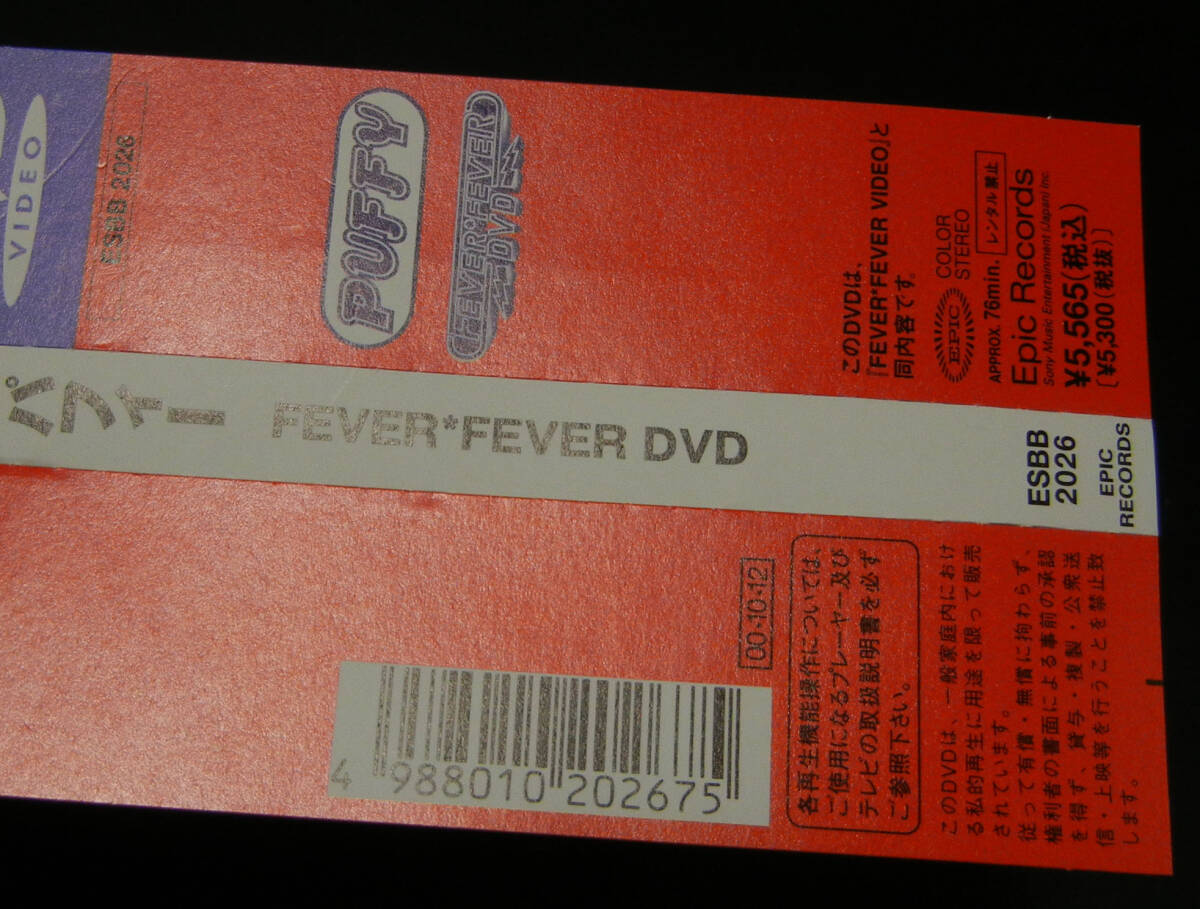 VIDEO
ESBB 2026
PUFFY
FEVER*FEVER
DVD
このDVDは、
「FEVER*FEVER VIDEO」と
同内容です。
EPIC
COLOR
STEREO
APPROX. 76min.
レンタル禁止
Epic Records
Sony Music Entertainment (Japan) Inc.
¥5,565(税込)
[¥5,300(税抜)]
パフィー FEVER*FEVER DVD
ESBB
2026
EPIC
RECORDS
00·10·12
各再生機能操作については、
ご使用になるプレーヤー及び
テレビの取扱説明書を必ず
ご参照下さい。
このDVDは、一般家庭内におけ
る私的再生に用途を限って販売
されています。
従って有償・無償に拘わらず、
権利者の書面による事前の承認
を得ず、貸与・複製・公衆送
信・上映等を行うことを禁止致
します。
4 988010 202675